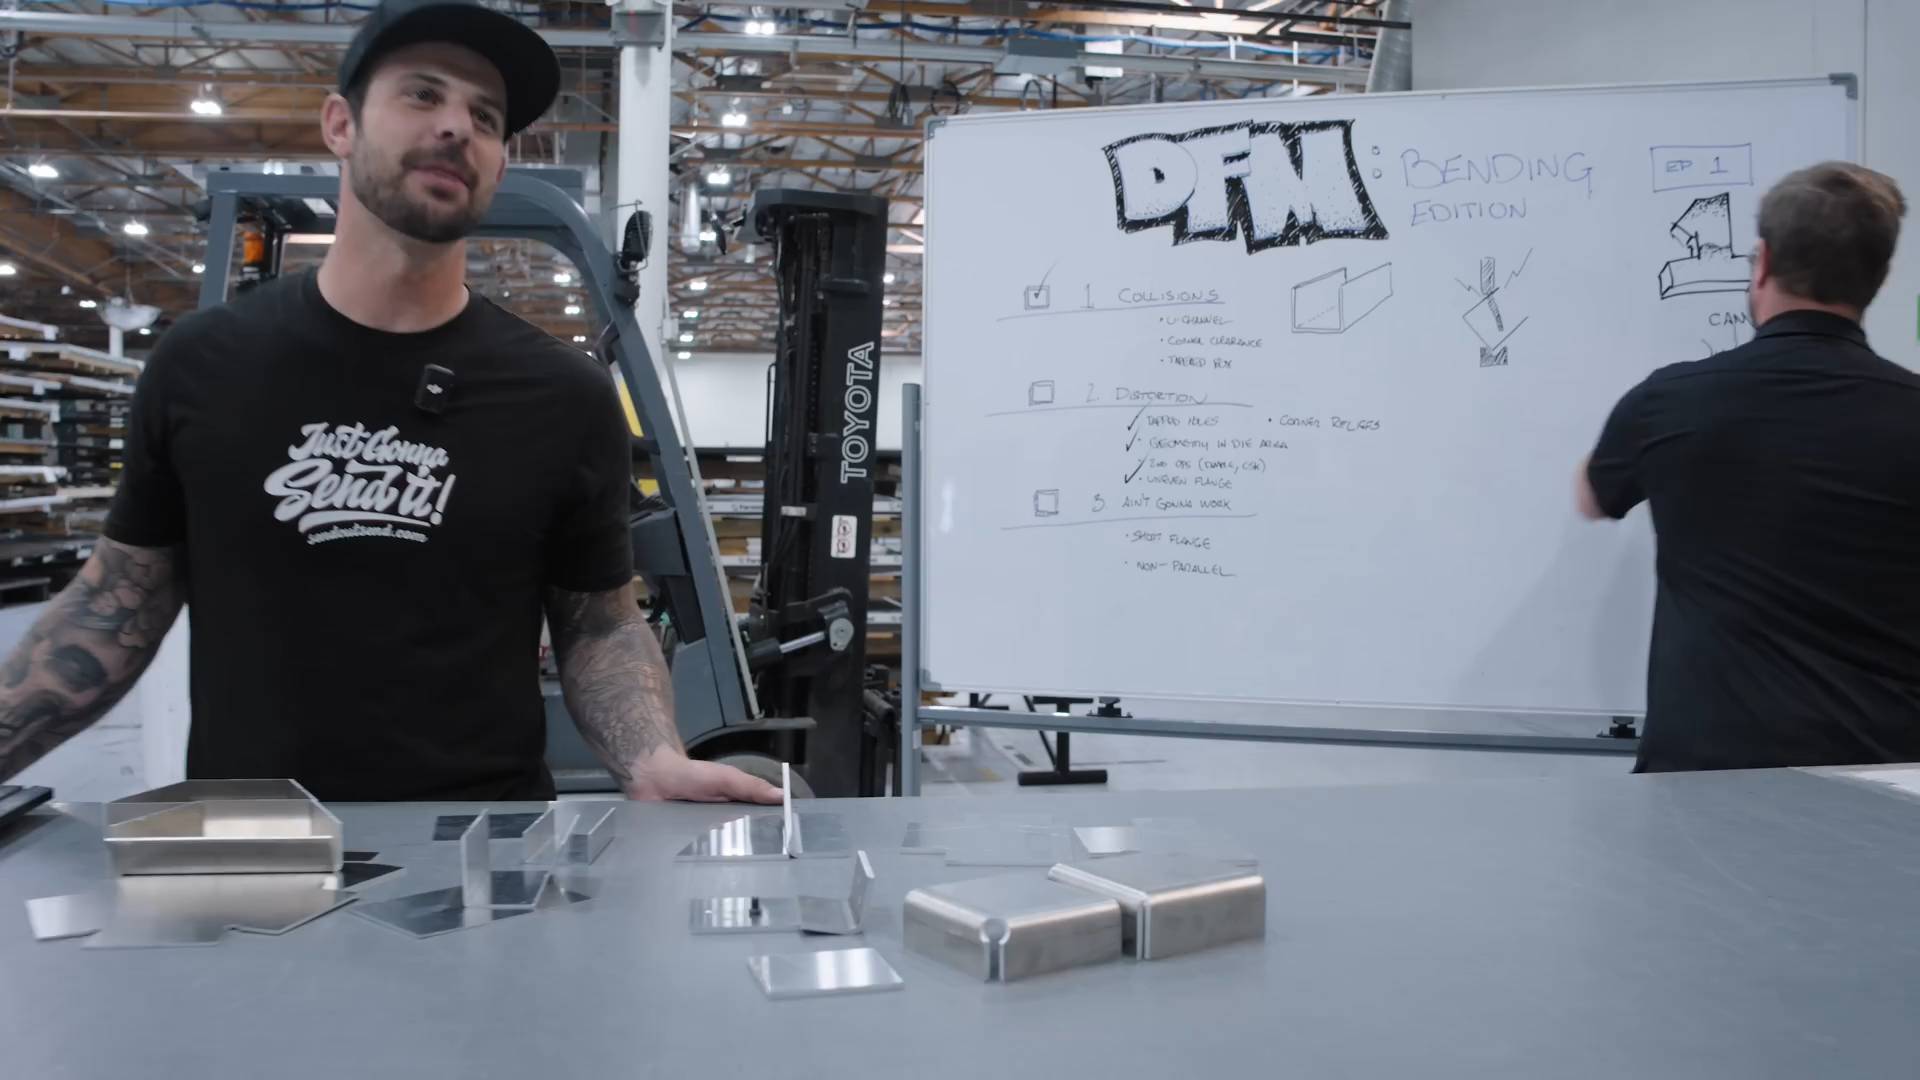 Just Gonna
Send it!
sendcutsend.com
TOYOTA
DFM: BENDING
EDITION
EP 1
1. COLLISIONS
• U-CHANNEL
• CORNER CLEARANCE
• TAPERED BOX
2. DISTORTION
TAPPED HOLES
• CORNER RELIEFS
GEOMETRY IN DIE AREA
2ND OPS (DIMPLE, CSK)
UNEVEN FLANGE
3. AIN'T GONNA WORK
• SHORT FLANGE
• NON-PARALLEL
CAM